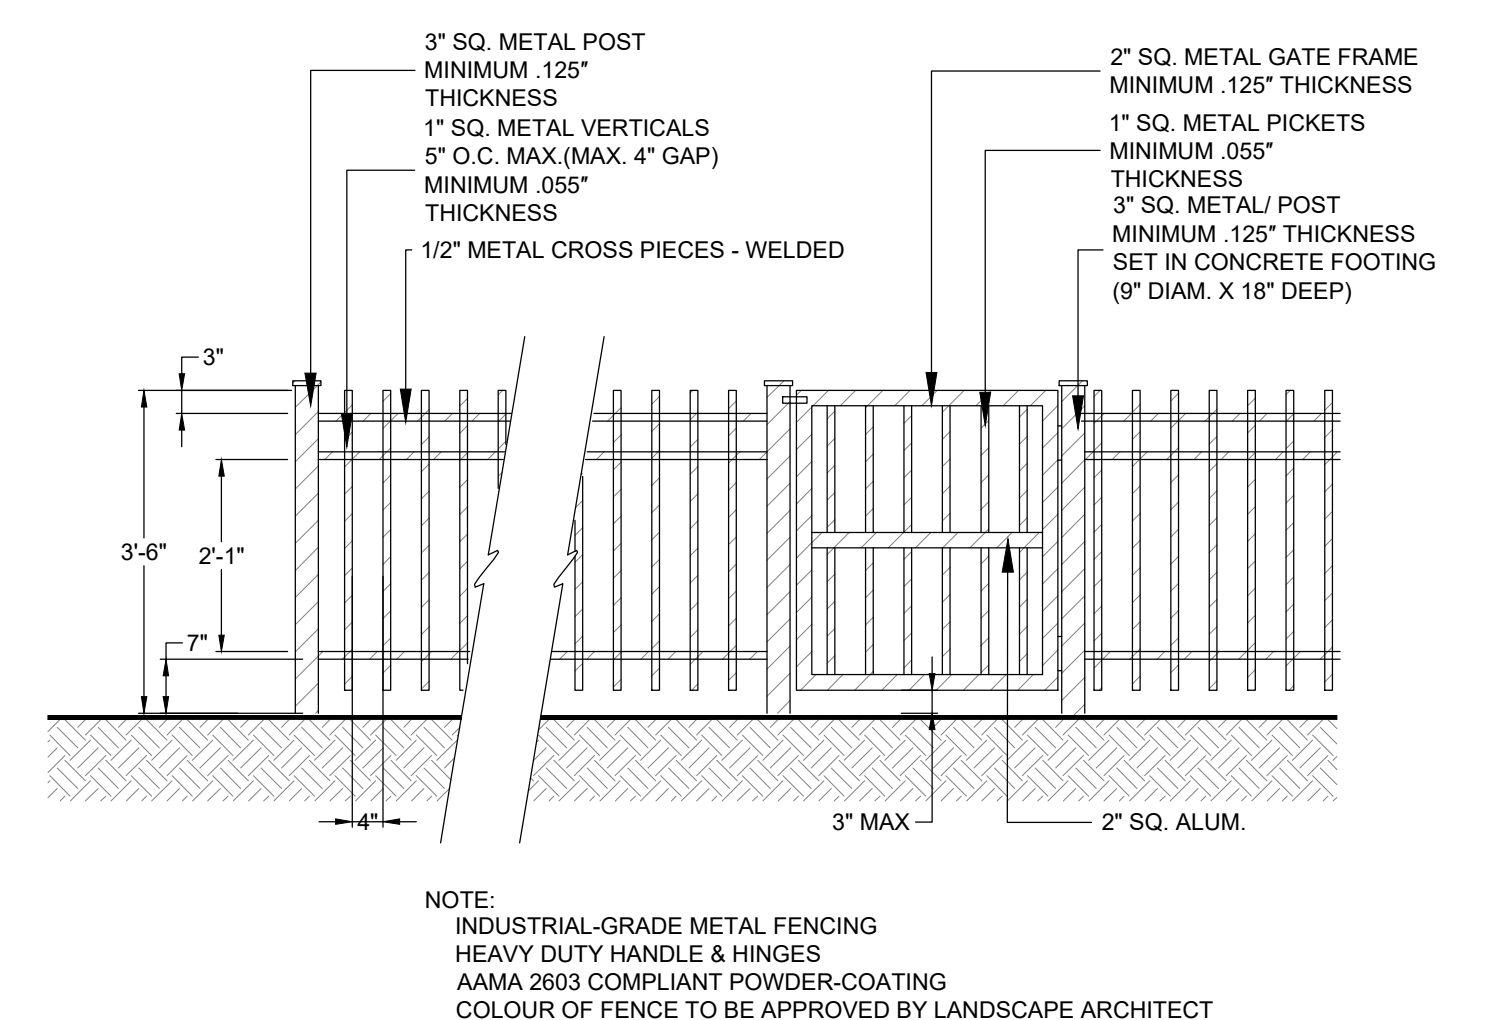 3" SQ. METAL POST
MINIMUM .125″
THICKNESS
1" SQ. METAL VERTICALS
5" O.C. MAX.(MAX. 4" GAP)
MINIMUM .055″
THICKNESS
1/2" METAL CROSS PIECES - WELDED
2" SQ. METAL GATE FRAME
MINIMUM .125″ THICKNESS
1" SQ. METAL PICKETS
MINIMUM .055″
THICKNESS
3" SQ. METAL/ POST
MINIMUM .125″ THICKNESS
SET IN CONCRETE FOOTING
(9" DIAM. X 18" DEEP)
3"
3'-6"
2'-1"
7"
4"
3" MAX
2" SQ. ALUM.
NOTE:
INDUSTRIAL-GRADE METAL FENCING
HEAVY DUTY HANDLE & HINGES
AAMA 2603 COMPLIANT POWDER-COATING
COLOUR OF FENCE TO BE APPROVED BY LANDSCAPE ARCHITECT